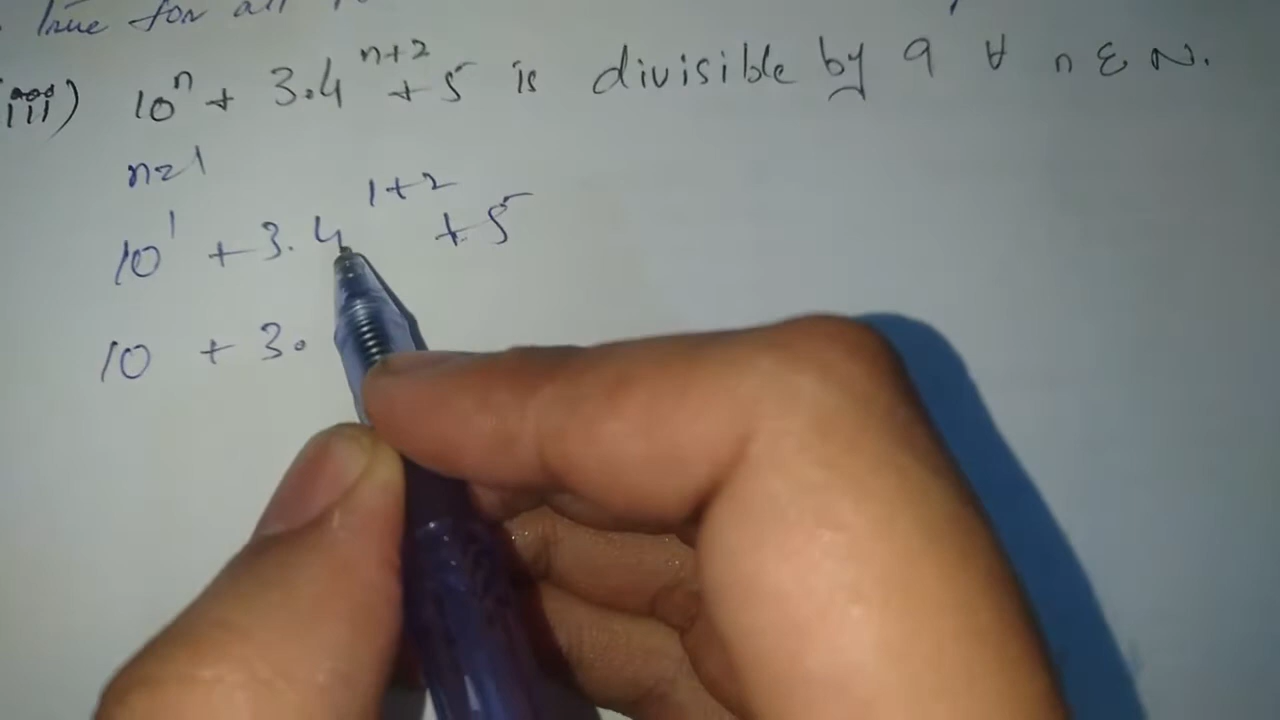 True for all
iii) 10^n + 3.4^{n+2} + 5 is divisible by 9 ∀ n ∈ N.
n=1
10^1 + 3.4^{1+2} + 5
10 + 3.